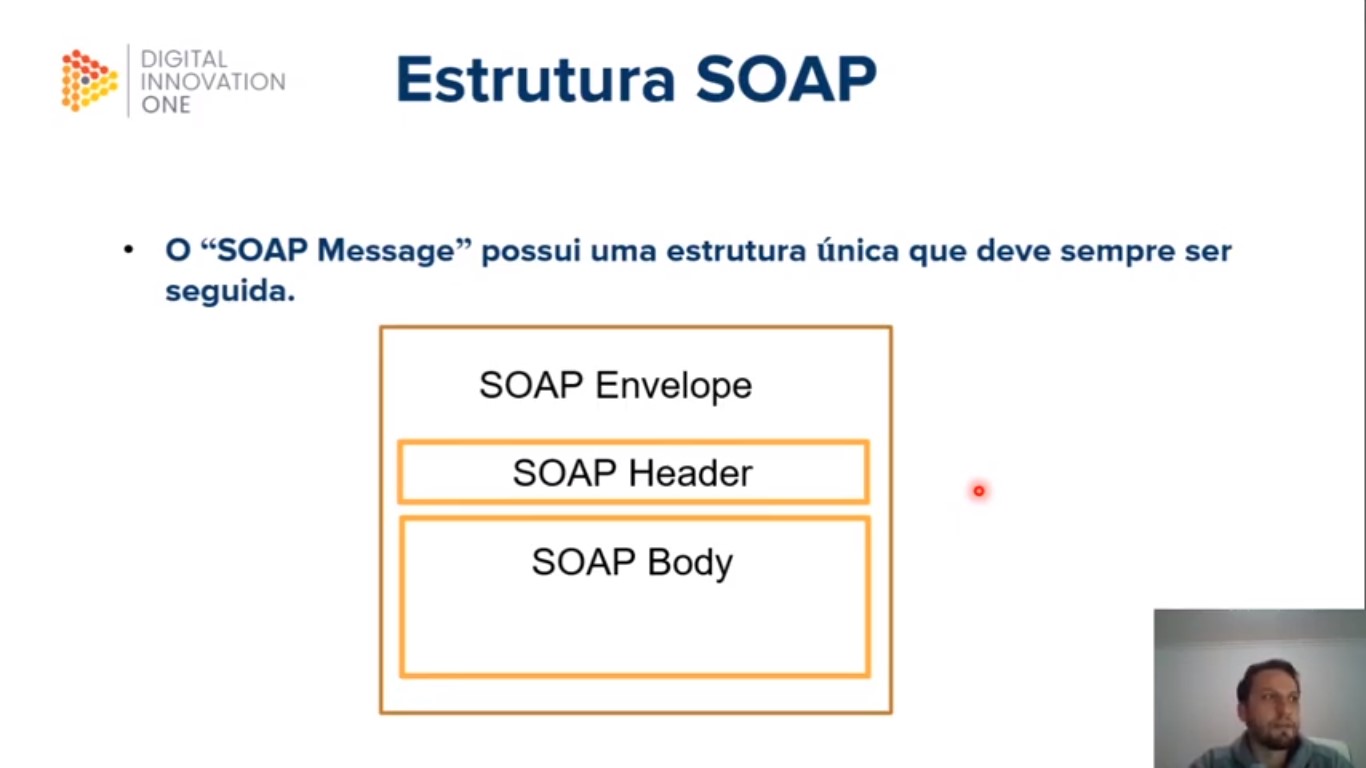 DIGITAL
INNOVATION
ONE
Estrutura SOAP
• O “SOAP Message” possui uma estrutura única que deve sempre ser
seguida.
SOAP Envelope
SOAP Header
SOAP Body